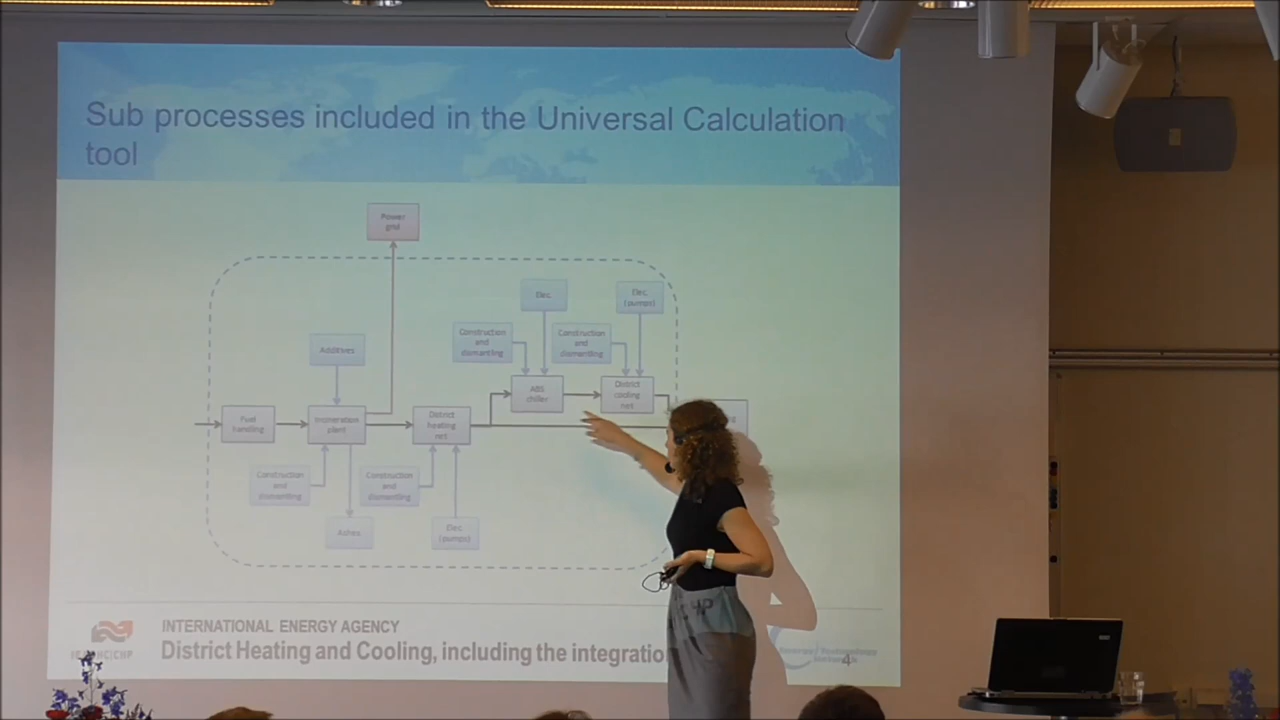 Sub processes included in the Universal Calculation
tool
Power
grid
Elec.
Elec.
(pumps)
Construction
and
dismantling
Construction
and
dismantling
Additives
ABS
chiller
District
cooling
net
Fuel
handling
Incineration
plant
District
heating
net
Construction
and
dismantling
Construction
and
dismantling
Ashes
Elec.
(pumps)
INTERNATIONAL ENERGY AGENCY
District Heating and Cooling, including the integratio
4